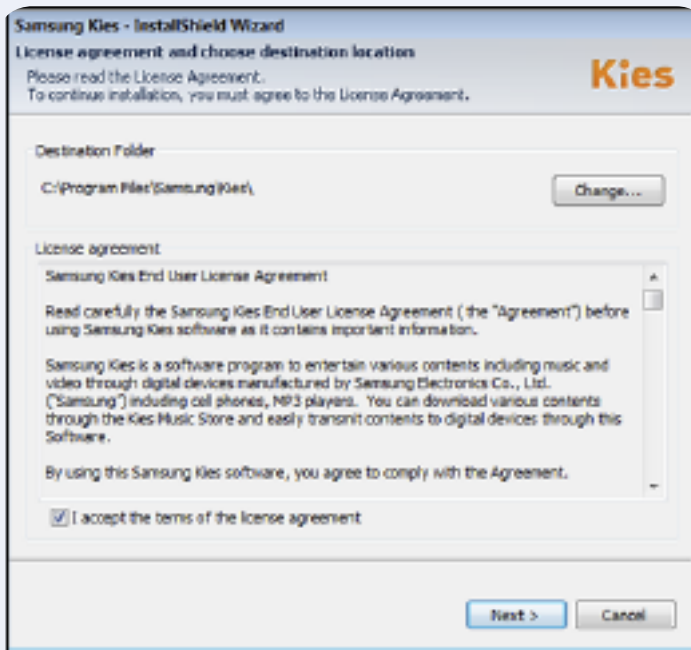 Samsung Kies - InstallShield Wizard
License agreement and choose destination location
Please read the License Agreement.
To continue installation, you must agree to the License Agreement.
Kies
Destination Folder
C:\Program Files\Samsung\Kies\
Change...
License agreement
Samsung Kies End User License Agreement
Read carefully the Samsung Kies End User License Agreement ( the "Agreement") before
using Samsung Kies software as it contains important information.
Samsung Kies is a software program to entertain various contents including music and
video through digital devices manufactured by Samsung Electronics Co., Ltd.
("Samsung") including cell phones, MP3 players.  You can download various contents
through the Kies Music Store and easily transmit contents to digital devices through this
Software.
By using this Samsung Kies software, you agree to comply with the Agreement.
I accept the terms of the license agreement
Next >
Cancel